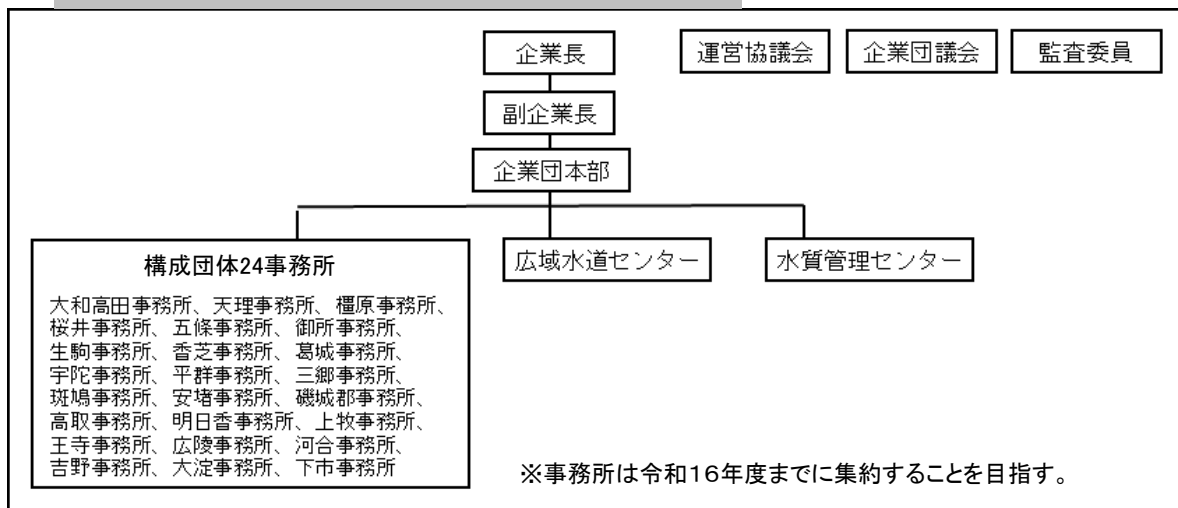 企業長
運営協議会
企業団議会
監査委員
副企業長
企業団本部
構成団体24事務所
大和高田事務所、天理事務所、橿原事務所、
桜井事務所、五條事務所、御所事務所、
生駒事務所、香芝事務所、葛城事務所、
宇陀事務所、平群事務所、三郷事務所、
斑鳩事務所、安堵事務所、磯城郡事務所、
高取事務所、明日香事務所、上牧事務所、
王寺事務所、広陵事務所、河合事務所、
吉野事務所、大淀事務所、下市事務所
広域水道センター
水質管理センター
※事務所は令和16年度までに集約することを目指す。